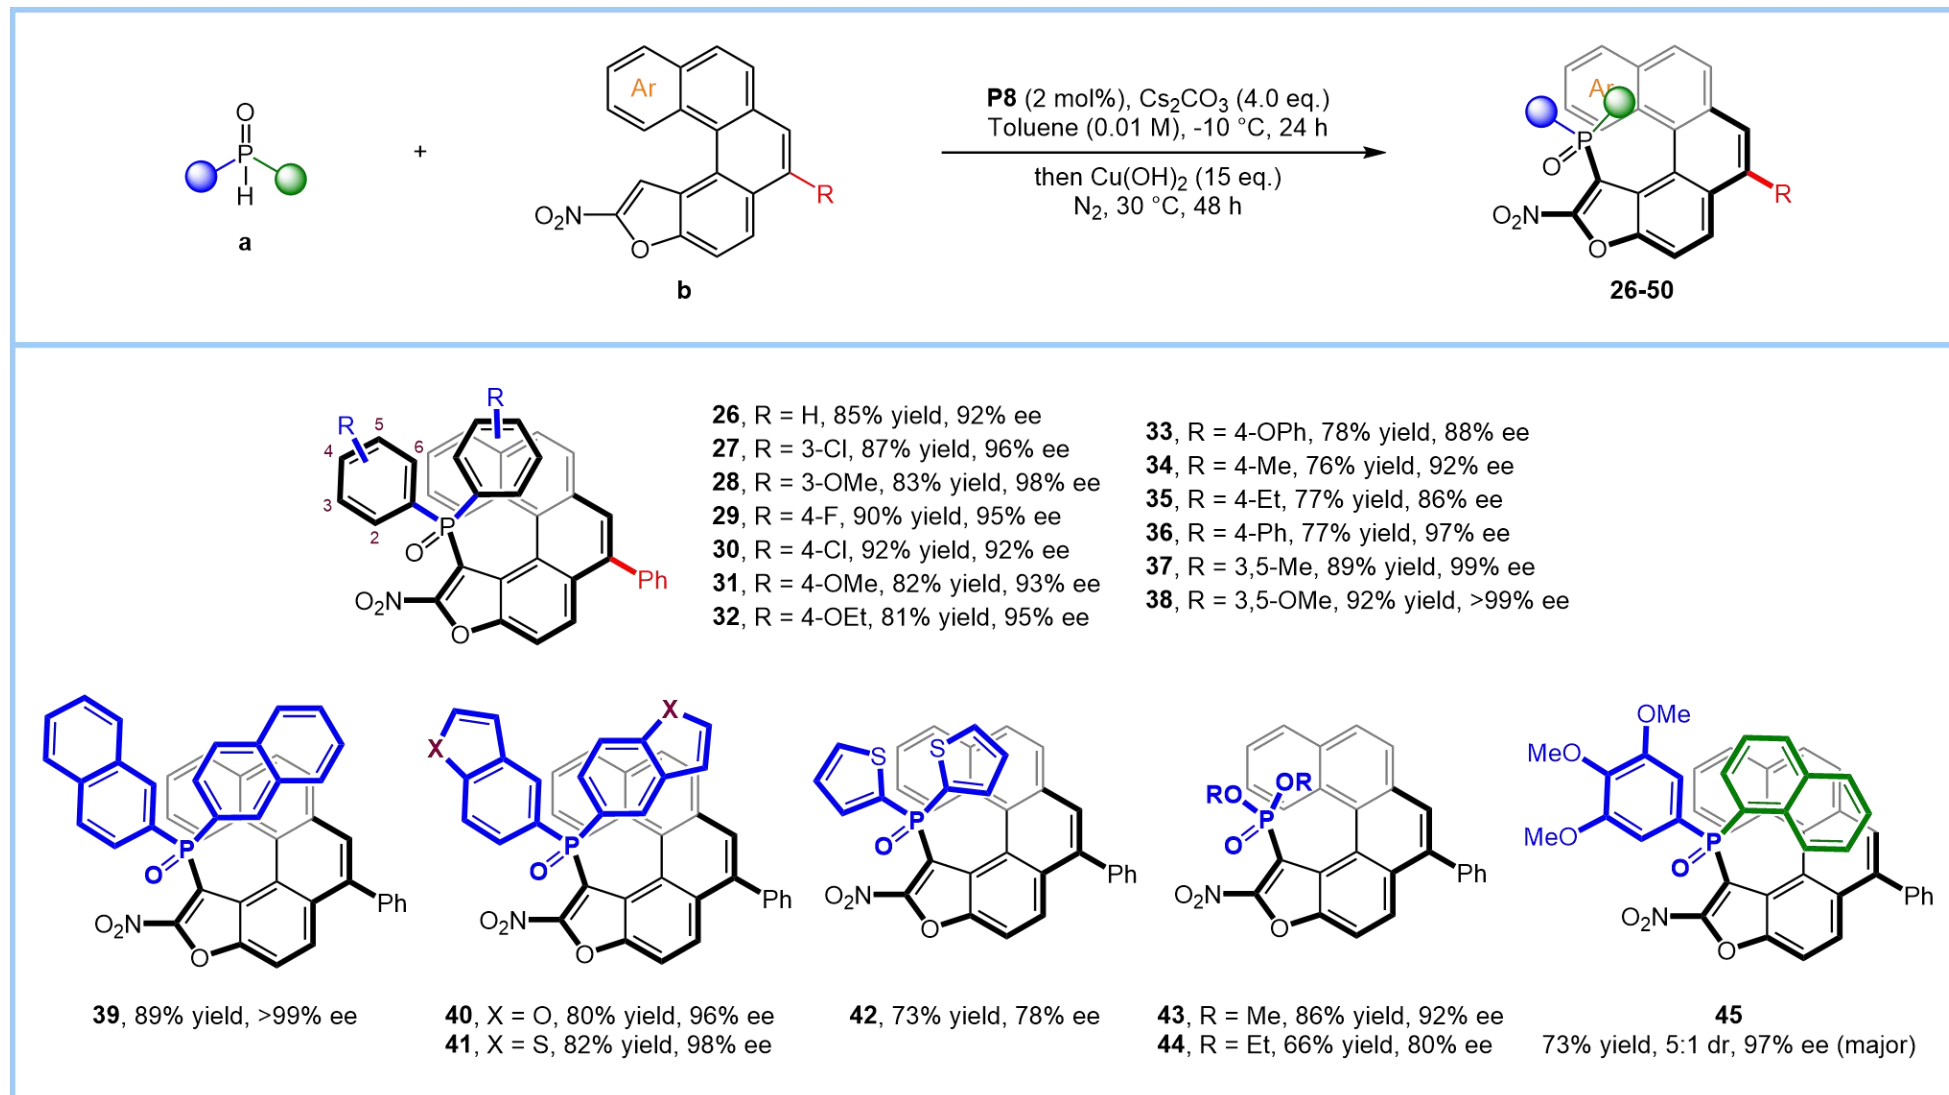 O
P
H
a
+
Ar
R
O₂N
O
b
P8 (2 mol%), Cs₂CO₃ (4.0 eq.)
Toluene (0.01 M), -10 °C, 24 h
then Cu(OH)₂ (15 eq.)
N₂, 30 °C, 48 h
Ar
P
O
R
O₂N
O
26-50
R
R
5
4
6
3
2
P
O
Ph
O₂N
O
26, R = H, 85% yield, 92% ee
27, R = 3-Cl, 87% yield, 96% ee
28, R = 3-OMe, 83% yield, 98% ee
29, R = 4-F, 90% yield, 95% ee
30, R = 4-Cl, 92% yield, 92% ee
31, R = 4-OMe, 82% yield, 93% ee
32, R = 4-OEt, 81% yield, 95% ee
33, R = 4-OPh, 78% yield, 88% ee
34, R = 4-Me, 76% yield, 92% ee
35, R = 4-Et, 77% yield, 86% ee
36, R = 4-Ph, 77% yield, 97% ee
37, R = 3,5-Me, 89% yield, 99% ee
38, R = 3,5-OMe, 92% yield, >99% ee
P
O
Ph
O₂N
O
39, 89% yield, >99% ee
X
X
P
O
Ph
O₂N
O
40, X = O, 80% yield, 96% ee
41, X = S, 82% yield, 98% ee
S
S
P
O
Ph
O₂N
O
42, 73% yield, 78% ee
RO
OR
P
O
Ph
O₂N
O
43, R = Me, 86% yield, 92% ee
44, R = Et, 66% yield, 80% ee
OMe
MeO
MeO
P
O
Ph
O₂N
O
45
73% yield, 5:1 dr, 97% ee (major)